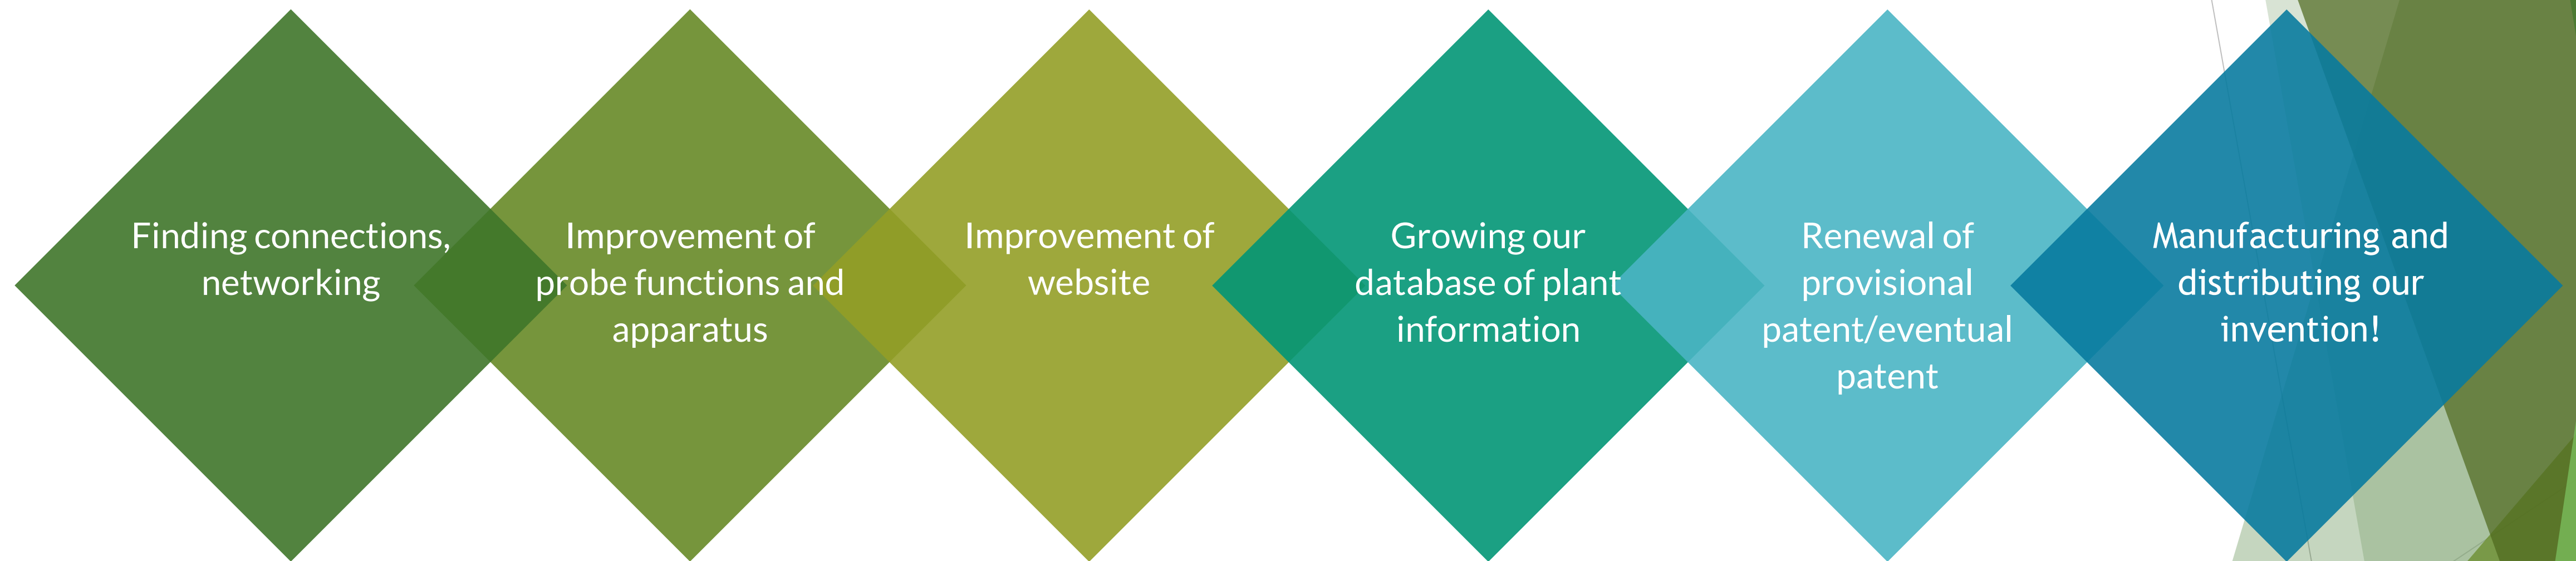 Finding connections,
networking
Improvement of
probe functions and
apparatus
Improvement of
website
Growing our
database of plant
information
Renewal of
provisional
patent/eventual
patent
Manufacturing and
distributing our
invention!